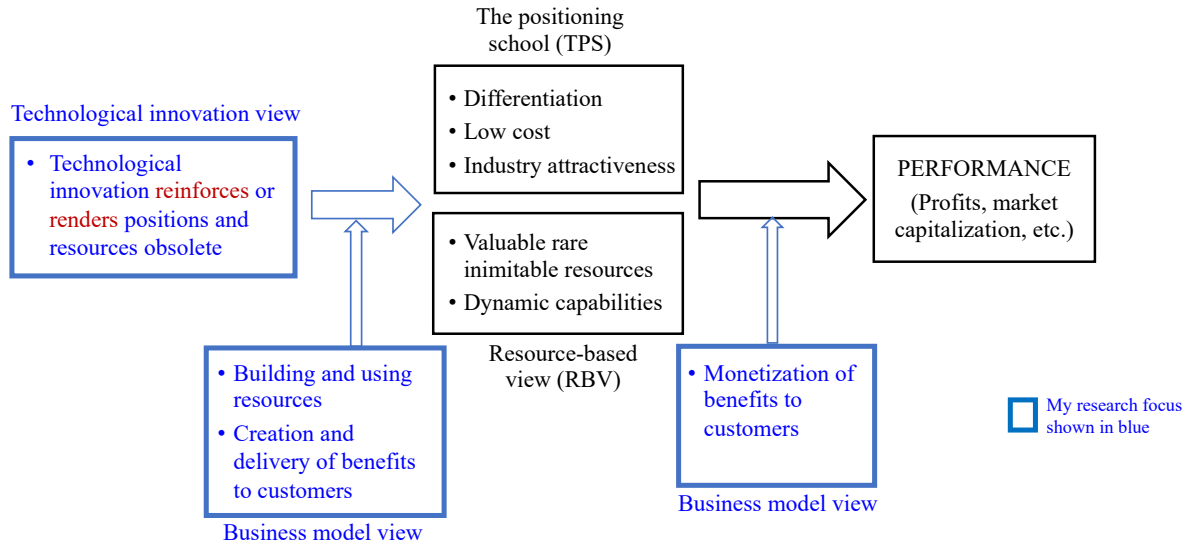 The positioning
school (TPS)
• Differentiation
• Low cost
• Industry attractiveness
Technological innovation view
• Technological
innovation reinforces or
renders positions and
resources obsolete
• Valuable rare
inimitable resources
• Dynamic capabilities
Resource-based
view (RBV)
PERFORMANCE
(Profits, market
capitalization, etc.)
• Building and using
resources
• Creation and
delivery of benefits
to customers
Business model view
• Monetization of
benefits to
customers
Business model view
My research focus
shown in blue